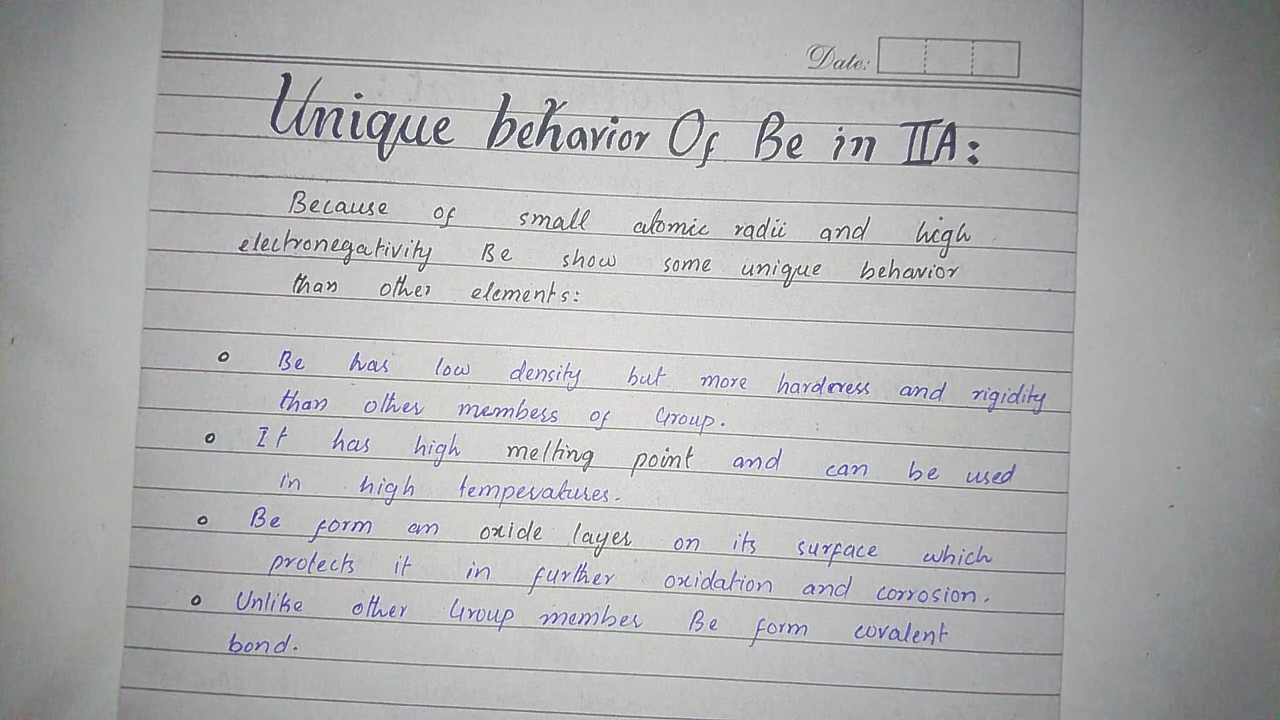 Date:
Unique behavior Of Be in IIA:
Because of small atomic radii and high
electronegativity Be show some unique behavior
than other elements:
Be has low density but more hardness and rigidity
than other members of Group.
It has high melting point and can be used
in high temperatures.
Be form an oxide layer on its surface which
protects it in further oxidation and corrosion.
Unlike other Group member Be form covalent
bond.